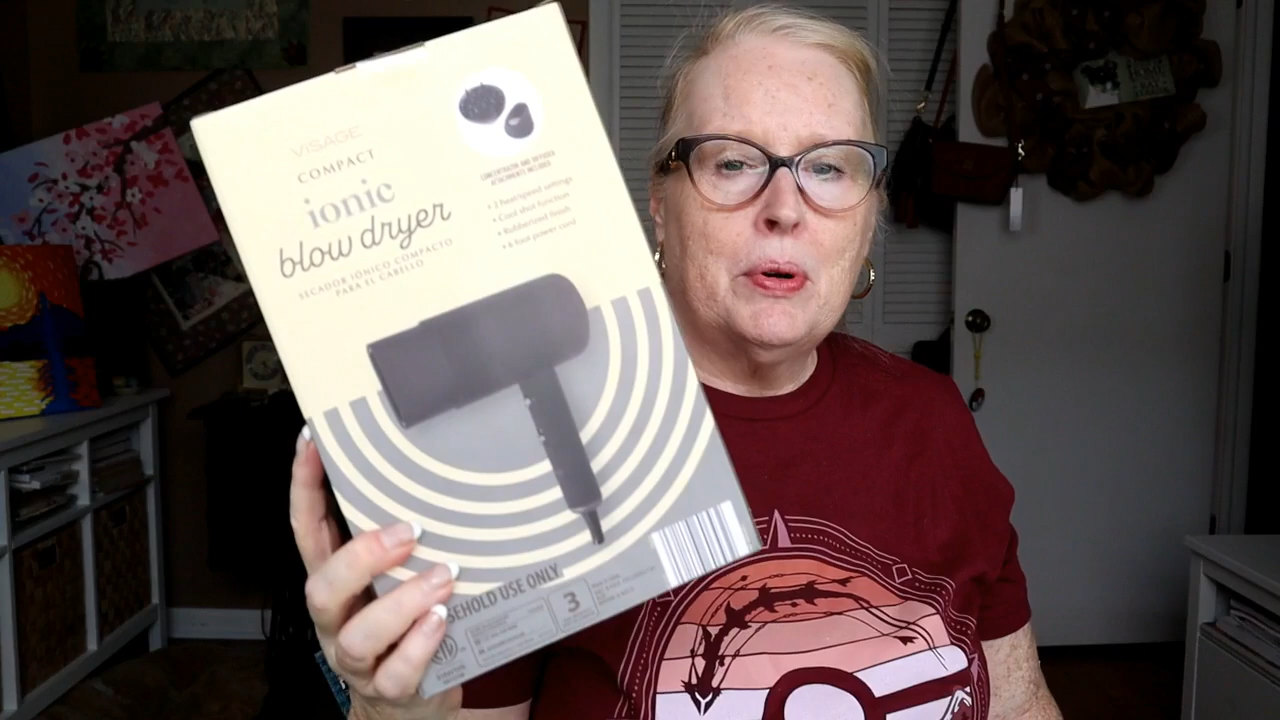 VISAGE
COMPACT
ionic
blow dryer
SECADOR IÓNICO COMPACTO
PARA EL CABELLO
CONCENTRATOR AND DIFFUSER
ATTACHMENTS INCLUDED
• 2 heat/speed settings
• Cool shot function
• Rubberized finish
• 6 foot power cord
SEHOLD USE ONLY
3
Intertek